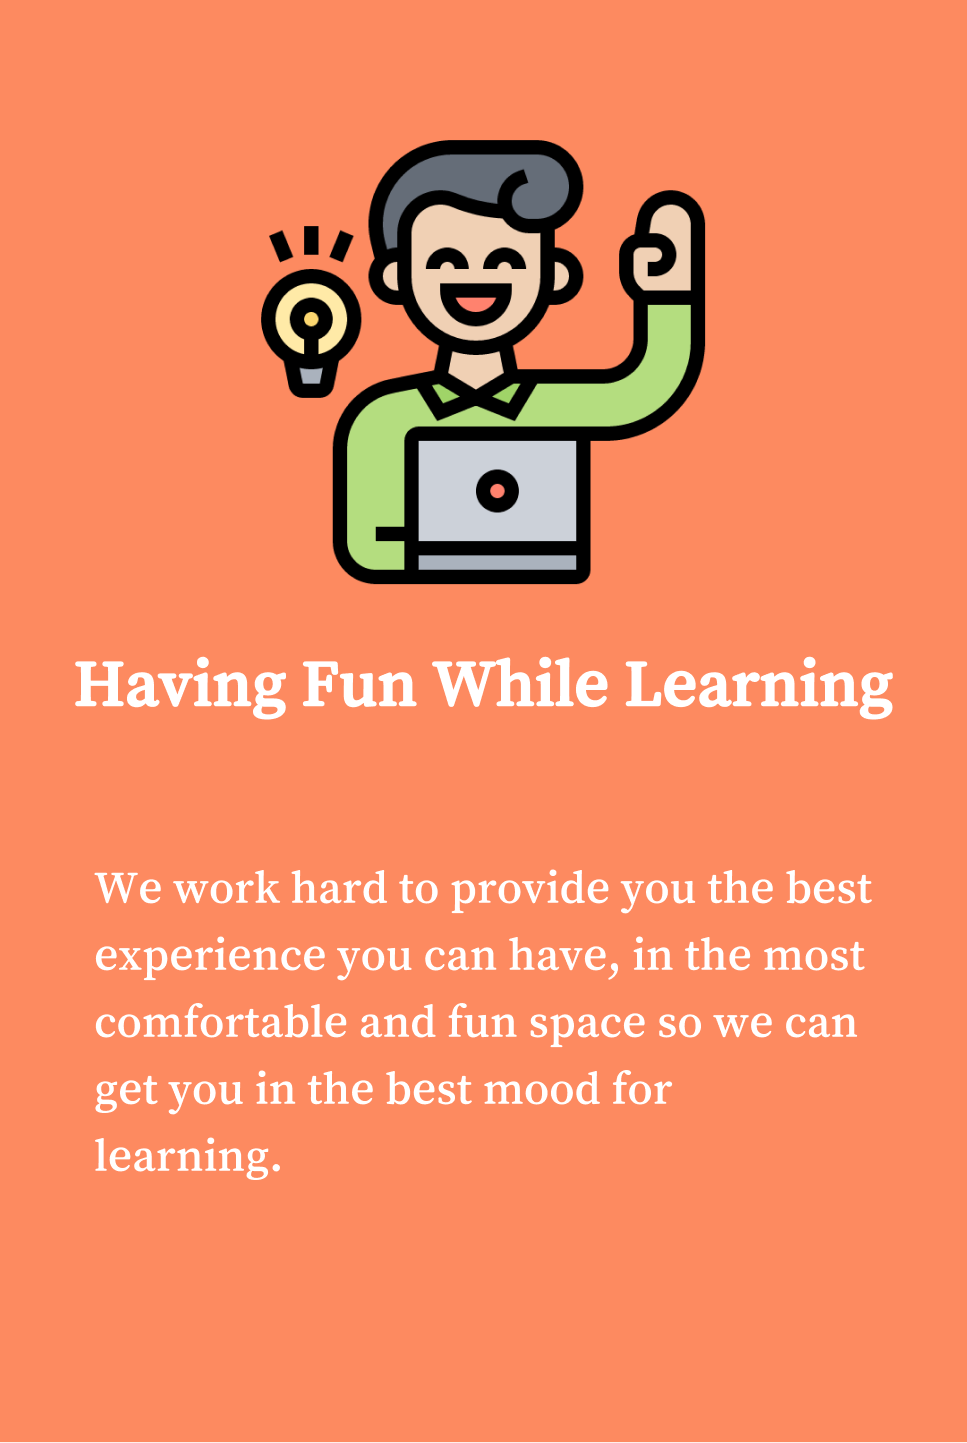 Having Fun While Learning
We work hard to provide you the best
experience you can have, in the most
comfortable and fun space so we can
get you in the best mood for
learning.